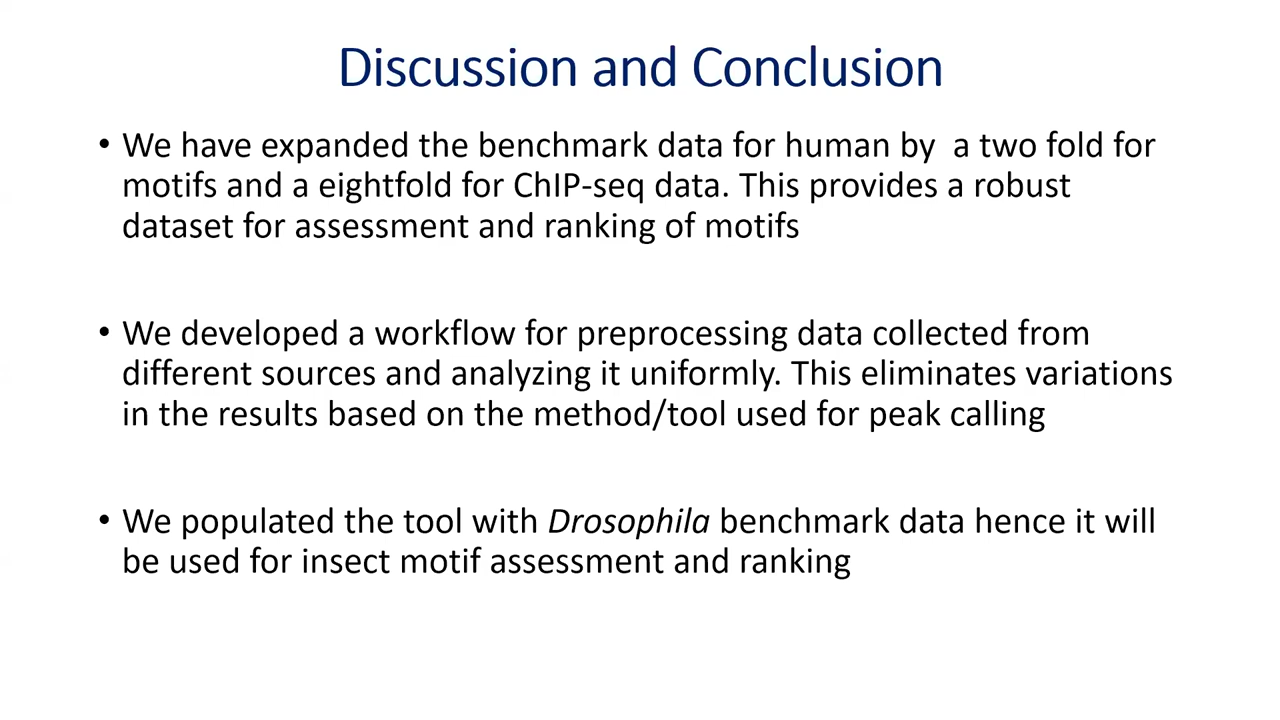 Discussion and Conclusion
• We have expanded the benchmark data for human by  a two fold for
motifs and a eightfold for ChIP-seq data. This provides a robust
dataset for assessment and ranking of motifs
• We developed a workflow for preprocessing data collected from
different sources and analyzing it uniformly. This eliminates variations
in the results based on the method/tool used for peak calling
• We populated the tool with Drosophila benchmark data hence it will
be used for insect motif assessment and ranking